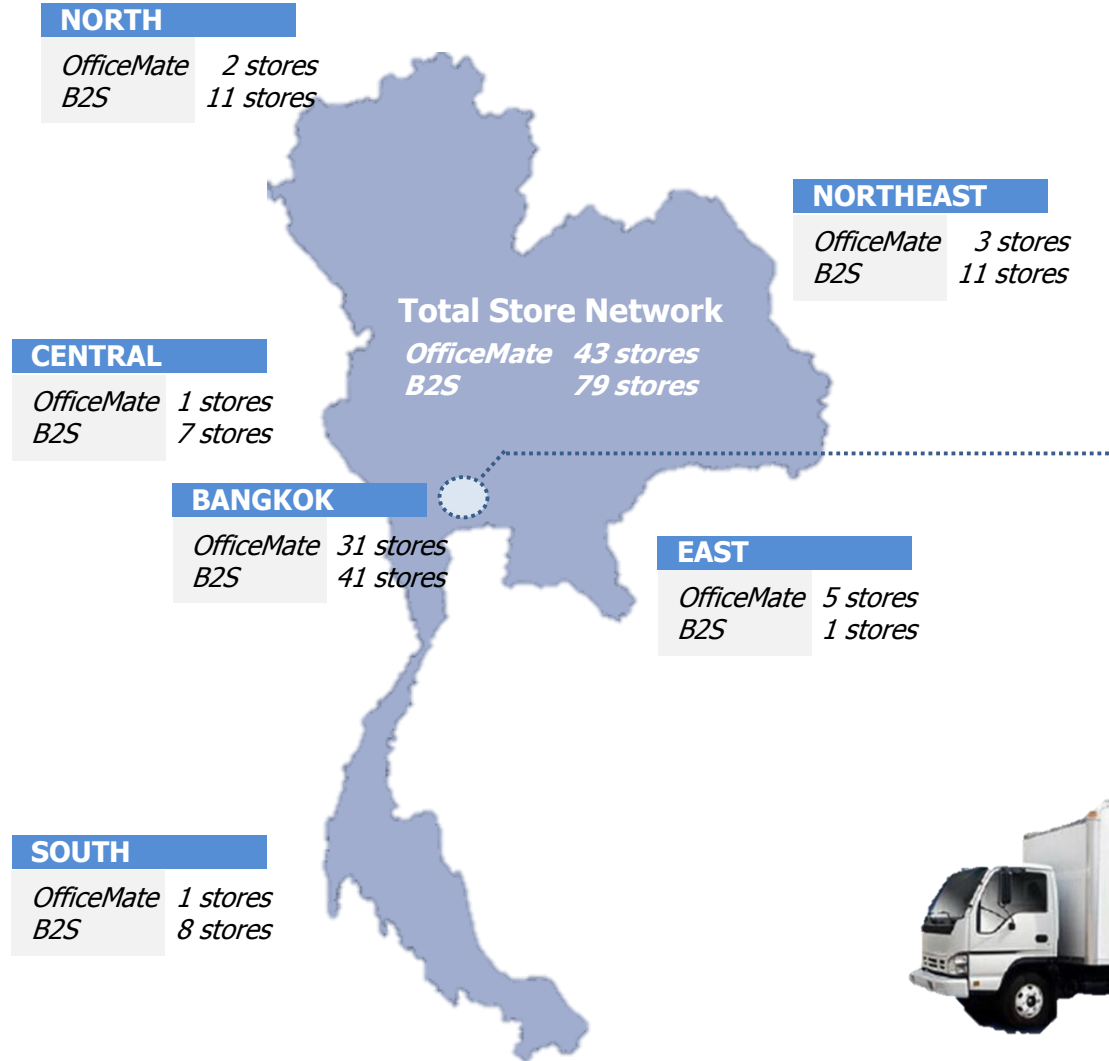 NORTH
OfficeMate 2 stores
B2S 11 stores
NORTHEAST
OfficeMate 3 stores
B2S 11 stores
Total Store Network
OfficeMate 43 stores
B2S 79 stores
CENTRAL
OfficeMate 1 stores
B2S 7 stores
BANGKOK
OfficeMate 31 stores
B2S 41 stores
EAST
OfficeMate 5 stores
B2S 1 stores
SOUTH
OfficeMate 1 stores
B2S 8 stores